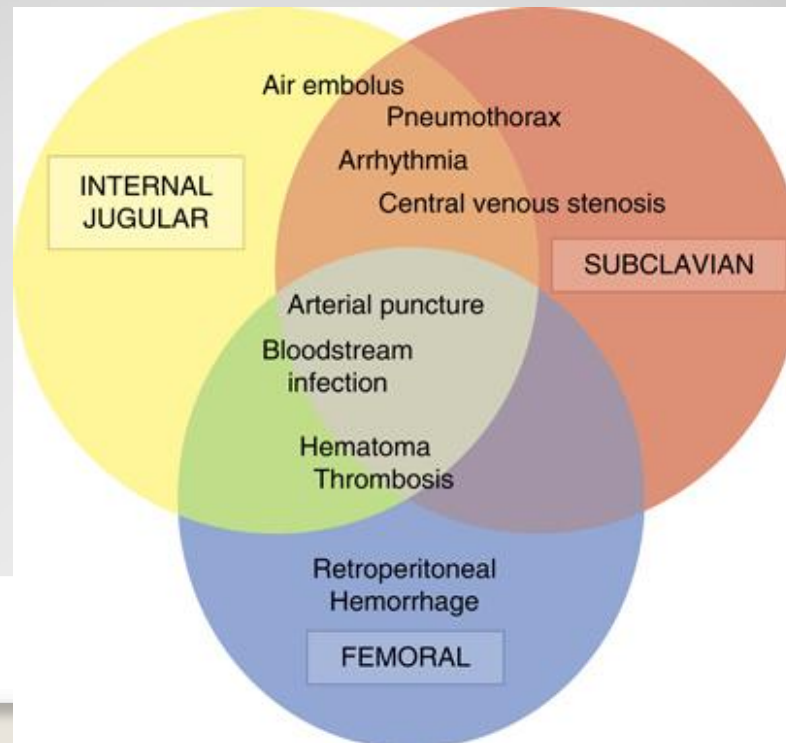 Air embolus
Pneumothorax
Arrhythmia
INTERNAL
JUGULAR
Central venous stenosis
SUBCLAVIAN
Arterial puncture
Bloodstream
infection
Hematoma
Thrombosis
Retroperitoneal
Hemorrhage
FEMORAL